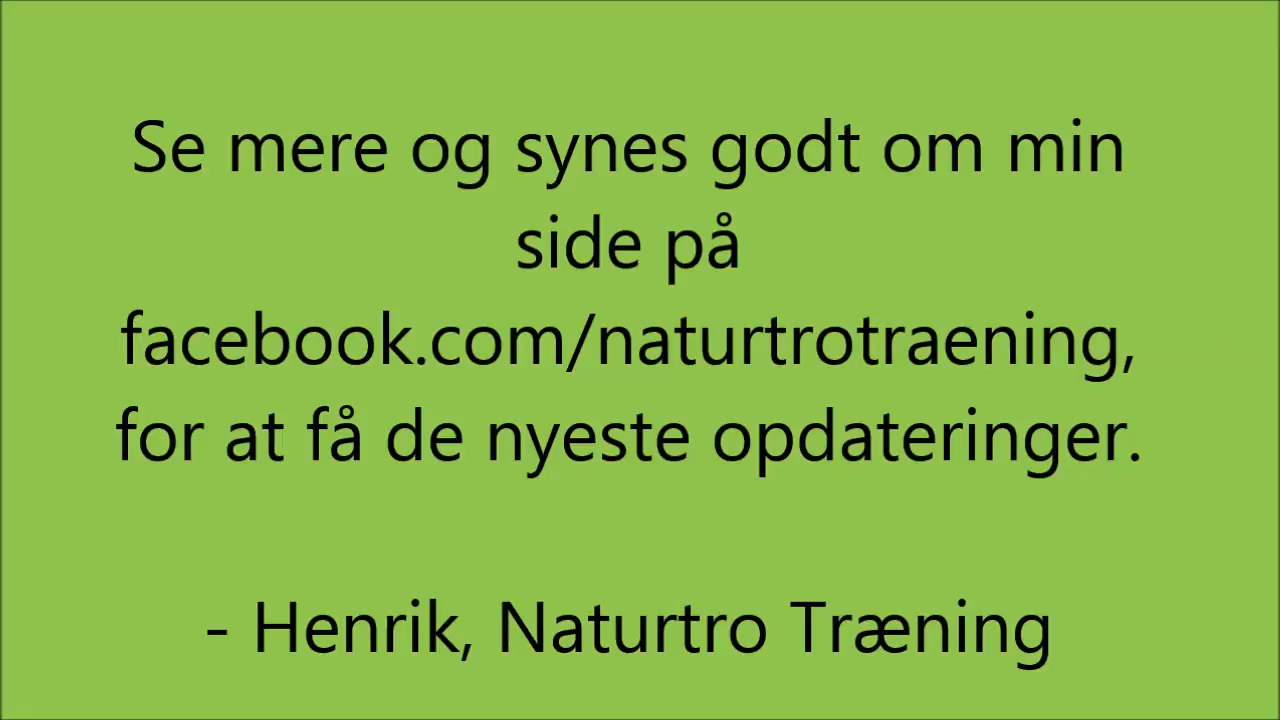 Se mere og synes godt om min
side på
facebook.com/naturtrotraening,
for at få de nyeste opdateringer.
- Henrik, Naturtro Træning